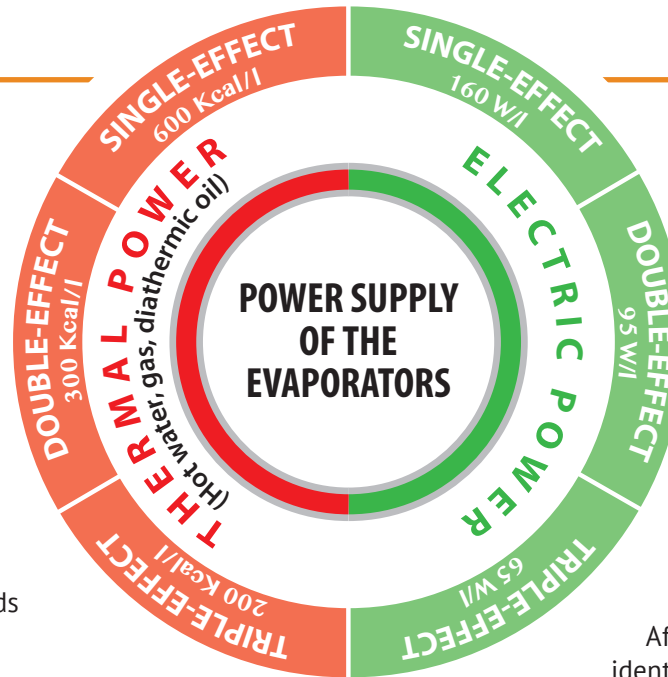 SINGLE-EFFECT
600 Kcal/l
SINGLE-EFFECT
160 W/l
DOUBLE-EFFECT
300 Kcal/l
DOUBLE-EFFECT
95 W/l
TRIPLE-EFFECT
200 Kcal/l
TRIPLE-EFFECT
65 W/l
THERMAL POWER
(Hot water, gas, diathermic oil)
ELECTRIC POWER
POWER SUPPLY
OF THE
EVAPORATORS